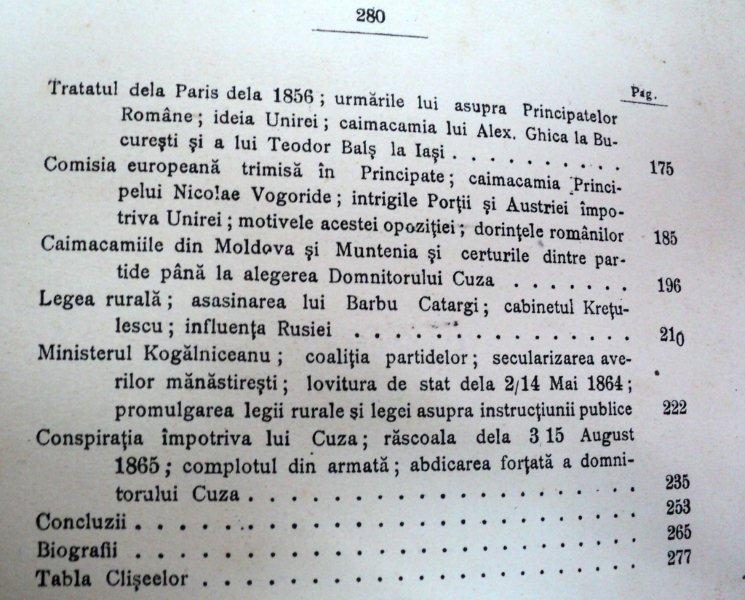 280
Pag.
Tratatul dela Paris dela 1856 ; urmările lui asupra Principatelor
Române ; ideia Unirei ; caimacamia lui Alex. Ghica la Bu-
curești și a lui Teodor Balș la Iași . . . . . . . . . . 175
Comisia europeană trimisă în Principate ; caimacamia Princi-
pelui Nicolae Vogoride ; intrigile Porții și Austriei împo-
triva Unirei ; motivele acestei opoziției ; dorințele românilor 185
Caimacamiile din Moldova și Muntenia și certurile dintre par-
tide până la alegerea Domnitorului Cuza . . . . . . . 196
Legea rurală ; asasinarea lui Barbu Catargi ; cabinetul Krețu-
lescu ; influența Rusiei . . . . . . . . . . . . . . 210
Ministerul Kogălniceanu ; coaliția partidelor ; secularizarea ave-
rilor mănăstirești ; lovitura de stat dela 2/14 Mai 1864 ;
promulgarea legii rurale și legei asupra instrucțiunii publice 222
Conspirația împotriva lui Cuza ; răscoala dela 3 15 August
1865 ; complotul din armată ; abdicarea forțată a domni-
torului Cuza . . . . . . . . . . . . . . . . . . . 235
Concluzii . . . . . . . . . . . . . . . . . . . . . . . 253
Biografii . . . . . . . . . . . . . . . . . . . . . . . 265
Tabla Clișeelor . . . . . . . . . . . . . . . . . . . . 277